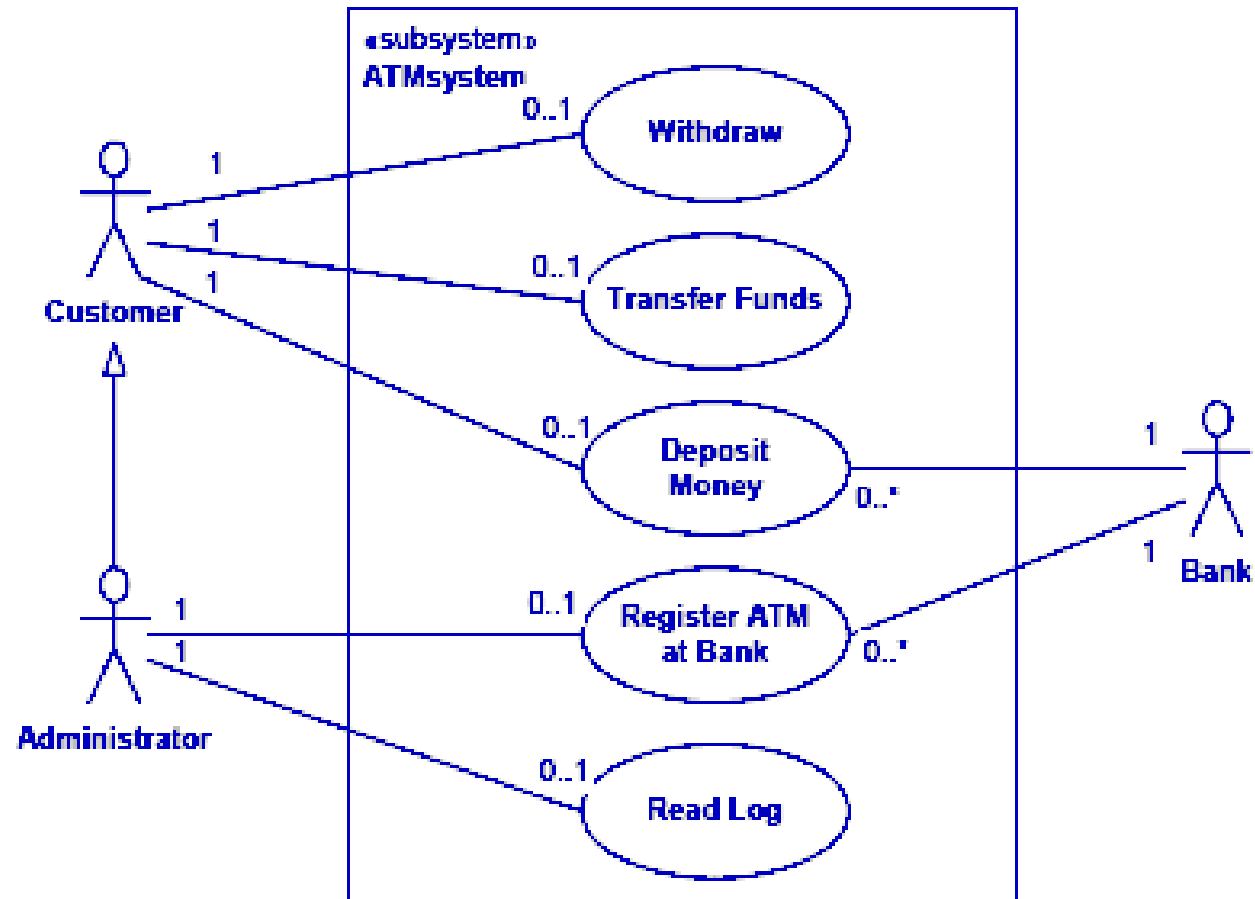 «subsystem»
ATMsystem
0..1
Withdraw
1
1
0..1
Transfer Funds
1
Customer
0..1
Deposit
Money
1
0..*
1
Bank
1
0..1
Register ATM
at Bank
0..*
1
Administrator
0..1
Read Log